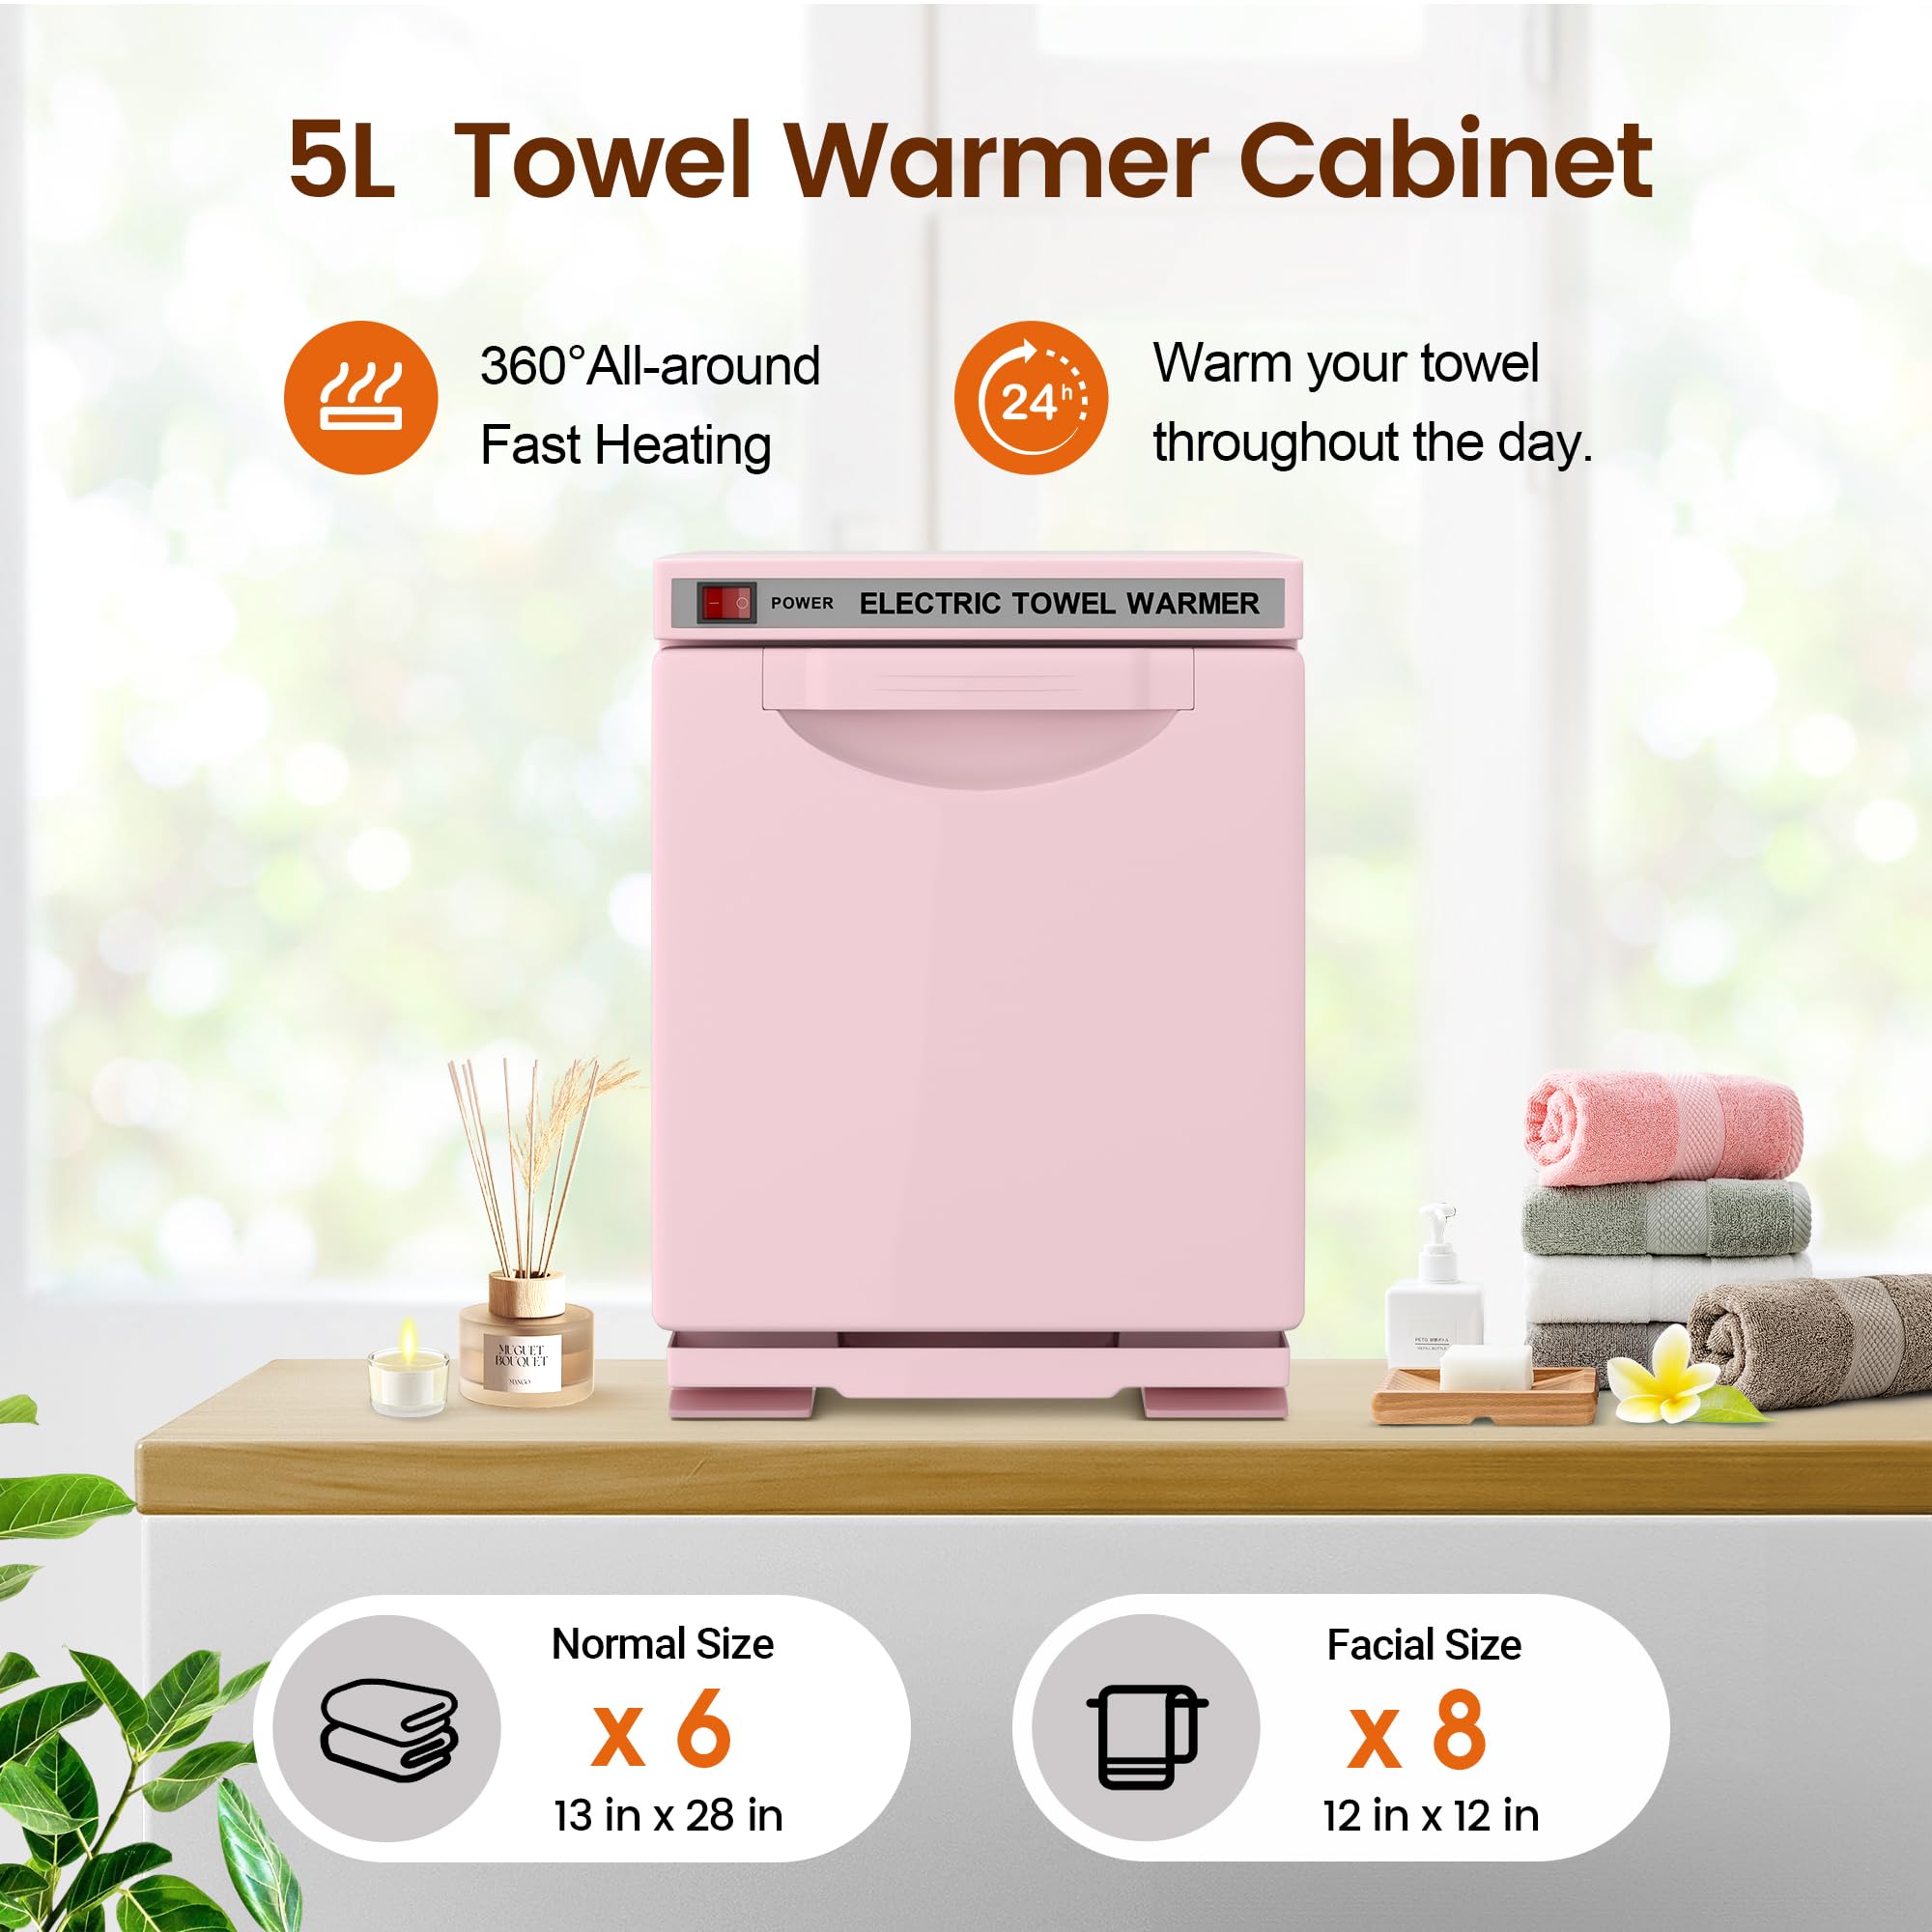 5L Towel Warmer Cabinet
360°All-around
Fast Heating
24h
Warm your towel
throughout the day.
POWER ELECTRIC TOWEL WARMER
MUGUET
BOUQUET
MANGO
Normal Size
x 6
13 in x 28 in
Facial Size
x 8
12 in x 12 in